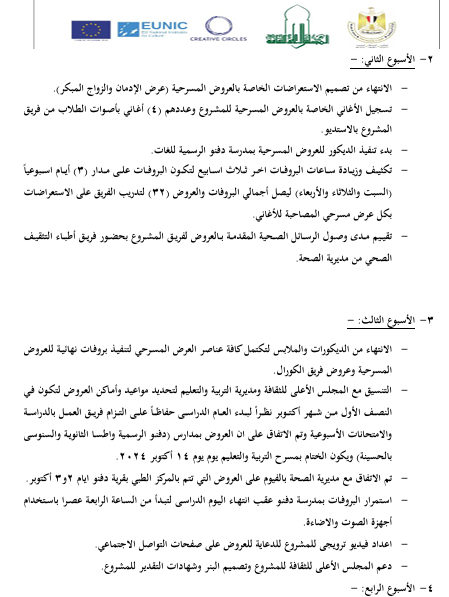 EUNIC
CREATIVE CIRCLES
٢- الأسبوع الثاني: -
- الانتهاء من تصميم الاستعراضات الخاصة بالعروض المسرحية (عرض الإدمان والزواج المبكر).
- تسجيل الأغاني الخاصة بالعروض المسرحية للمشروع وعددهم (٤) أغاني بأصوات الطلاب من فريق
المشروع بالاستديو.
- بدء تنفيذ الديكور للعروض المسرحية بمدرسة دفنو الرسمية للغات.
- تكثيف وزيادة ساعات البروفات اخر ثلاث اسابيع لتكون البروفات على مدار (٣) أيام اسبوعياً
(السبت والثلاثاء والأربعاء) ليصل أجمالي البروفات والعروض (٣٢) لتدريب الفريق على الاستعراضات
بكل عرض مسرحي المصاحبة للأغاني.
- تقييم مدى وصول الرسائل الصحية المقدمة بالعروض لفريق المشروع بحضور فريق أطباء التثقيف
الصحي من مديرية الصحة.
٣- الأسبوع الثالث: -
- الانتهاء من الديكورات والملابس لتكتمل كافة عناصر العرض المسرحي لتنفيذ بروفات نهائية للعروض
المسرحية وعروض فريق الكورال.
- التنسيق مع المجلس الأعلى للثقافة ومديرية التربية والتعليم لتحديد مواعيد وأماكن العروض لتكون في
النصف الأول من شهر أكتوبر نظراً لبدء العام الدراسى حفاظاً على التزام فريق العمل بالدراسة
والامتحانات الأسبوعية وتم الاتفاق على ان العروض بمدارس (دفنو الرسمية واطسا الثانوية والسنوسى
بالحسينة) ويكون الختام بمسرح التربية والتعليم يوم يوم ١٤ أكتوبر ٢٠٢٤.
- تم الاتفاق مع مديرية الصحة بالفيوم على العروض التي تتم بالمركز الطبي بقرية دفنو ايام ٢و٣ أكتوبر.
- استمرار البروفات بمدرسة دفنو عقب انتهاء اليوم الدراسى لتبدأ من الساعة الرابعة عصرا باستخدام
أجهزة الصوت والاضاءة.
- اعداد فيديو ترويجى للمشروع للدعاية للعروض على صفحات التواصل الاجتماعي.
- دعم المجلس الأعلى للثقافة للمشروع وتصميم البنر وشهادات التقدير للمشروع.
٤- الأسبوع الرابع: -